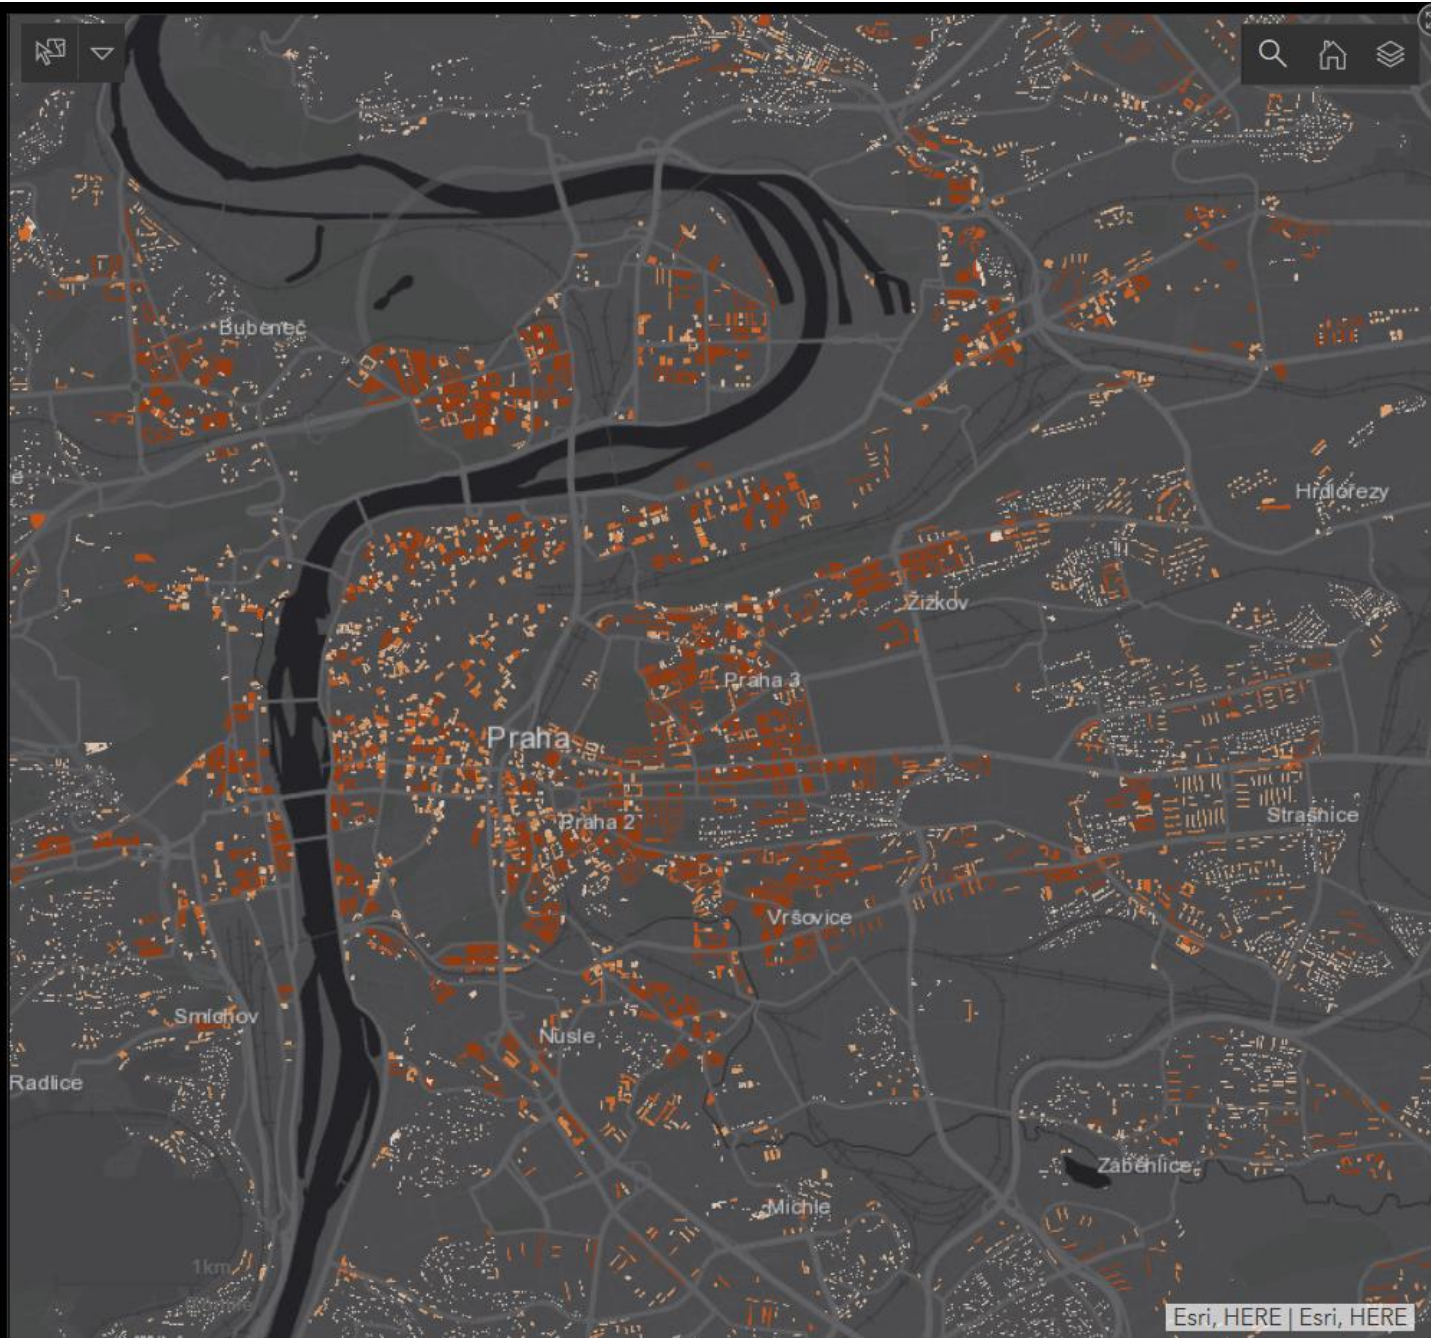 Bubeneč
Hrdlořezy
Žižkov
Praha 3
Praha
Praha 2
Strašnice
Vršovice
Smíchov
Nusle
Radlice
Záběhlice
Michle
1km
Esri, HERE | Esri, HERE